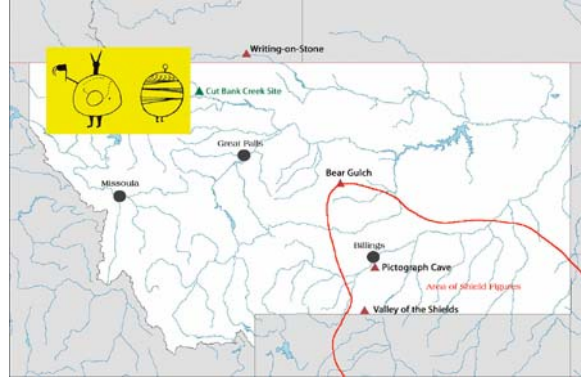 Writing-on-Stone
Cut Bank Creek Site
Great Falls
Bear Gulch
Missoula
Billings
Pictograph Cave
Area of Shield Figures
Valley of the Shields